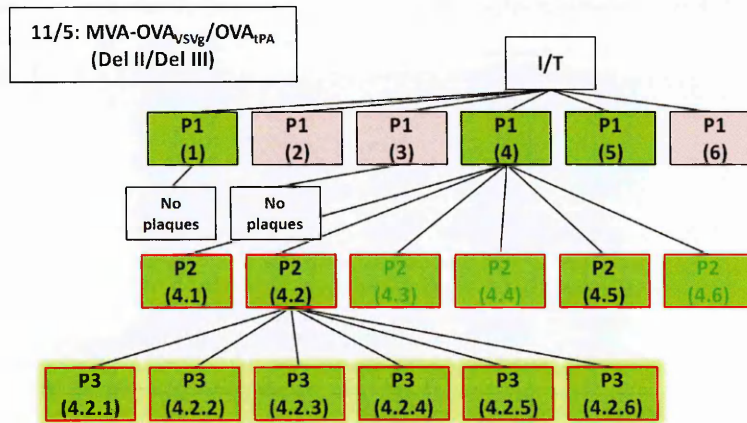 11/5: MVA-OVAVSVg/OVAtPA
(Del II/Del III)
I/T
P1 P1 P1 P1 P1 P1
(1) (2) (3) (4) (5) (6)
No No
plaques plaques
P2 P2 P2 P2 P2 P2
(4.1) (4.2) (4.3) (4.4) (4.5) (4.6)
P3 P3 P3 P3 P3 P3
(4.2.1) (4.2.2) (4.2.3) (4.2.4) (4.2.5) (4.2.6)